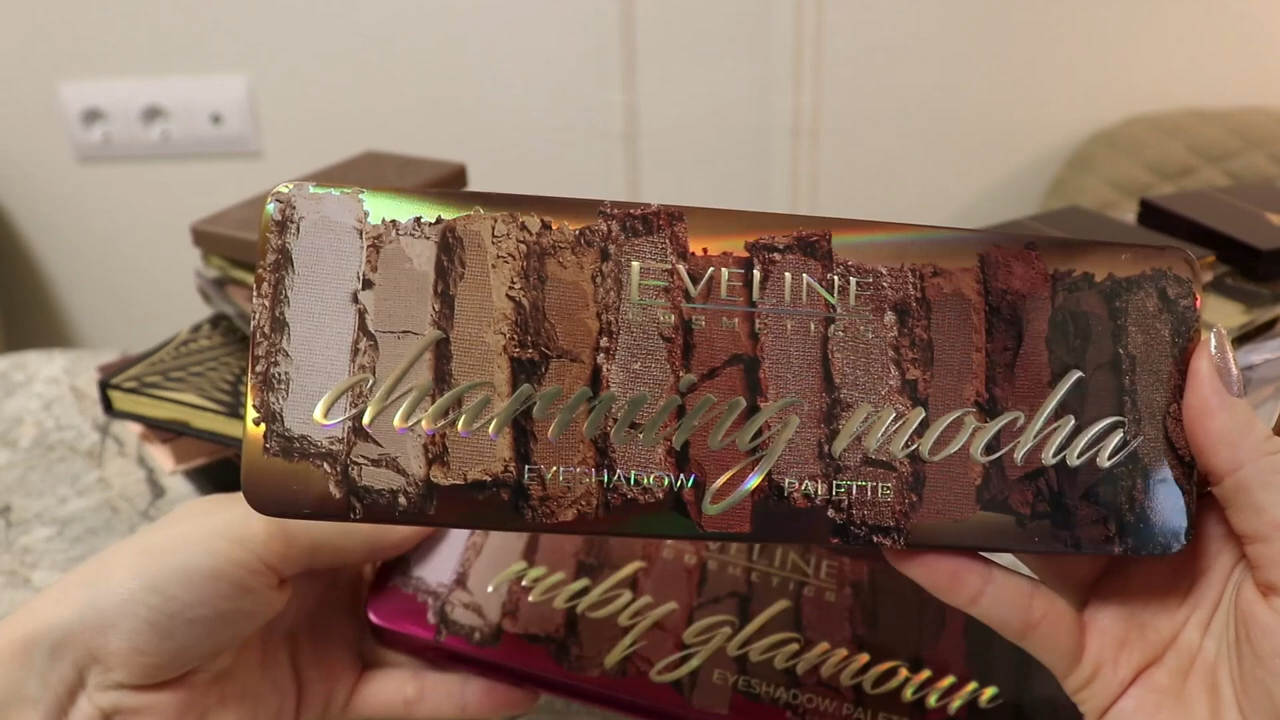 EVELINE
COSMETICS
charming mocha
EYESHADOW PALETTE
EVELINE
COSMETICS
ruby glamour
EYESHADOW PALETTE